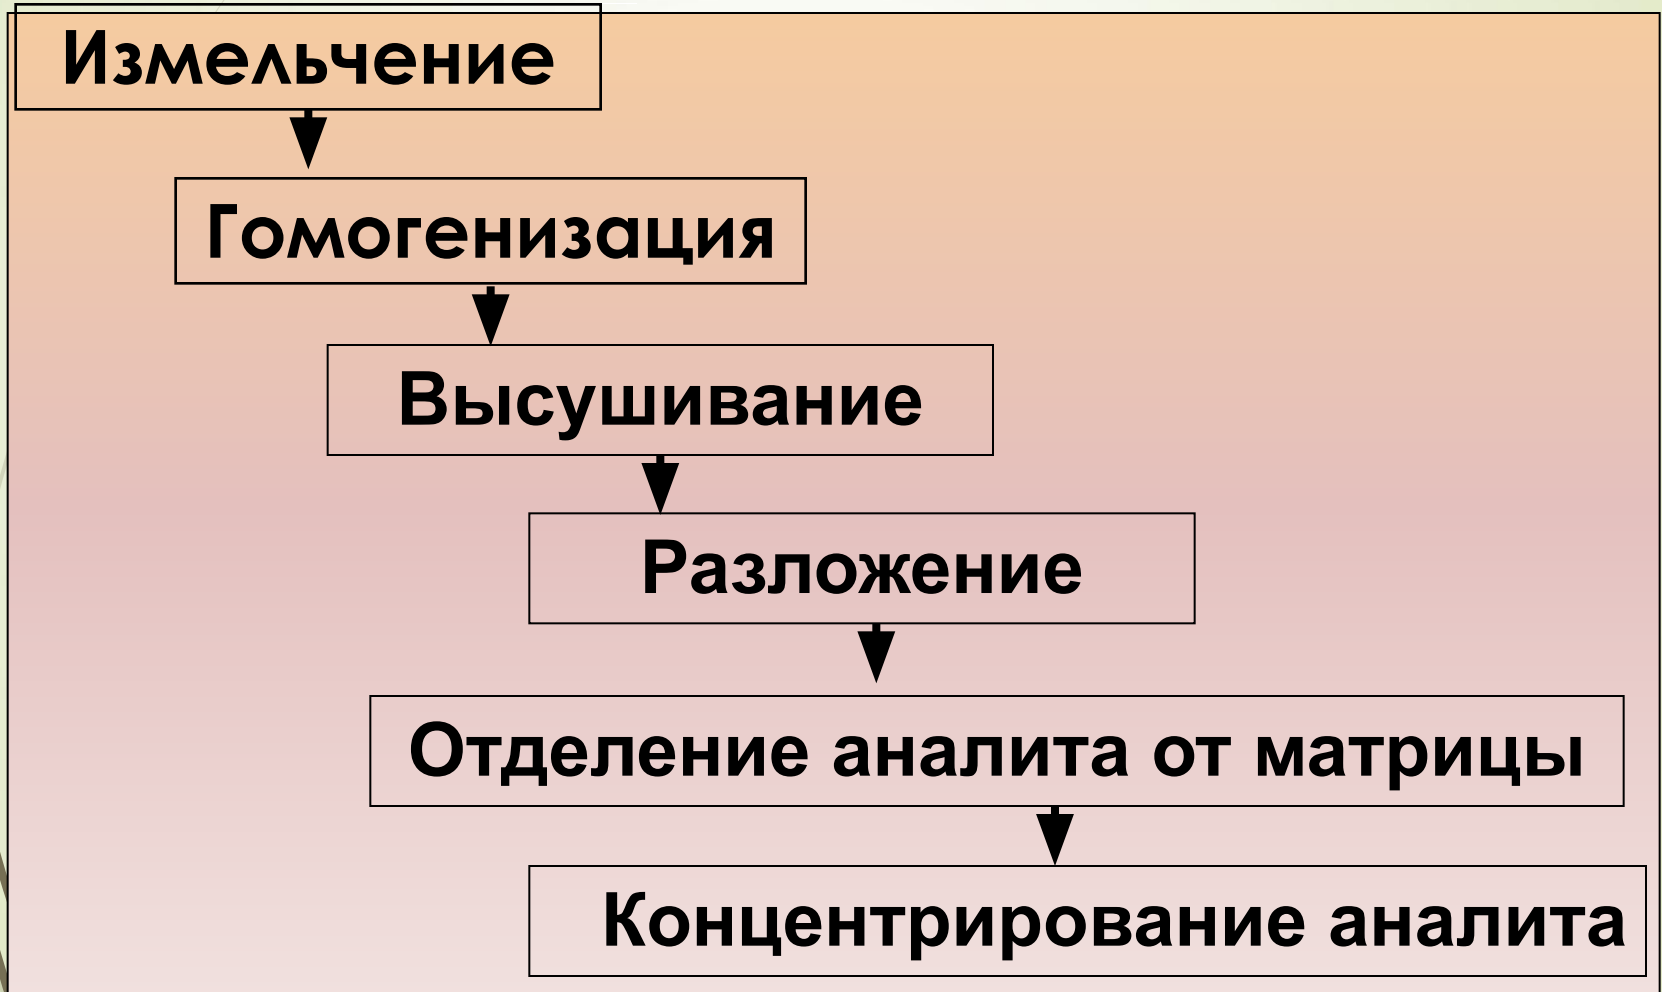 Измельчение
Гомогенизация
Высушивание
Разложение
Отделение аналита от матрицы
Концентрирование аналита